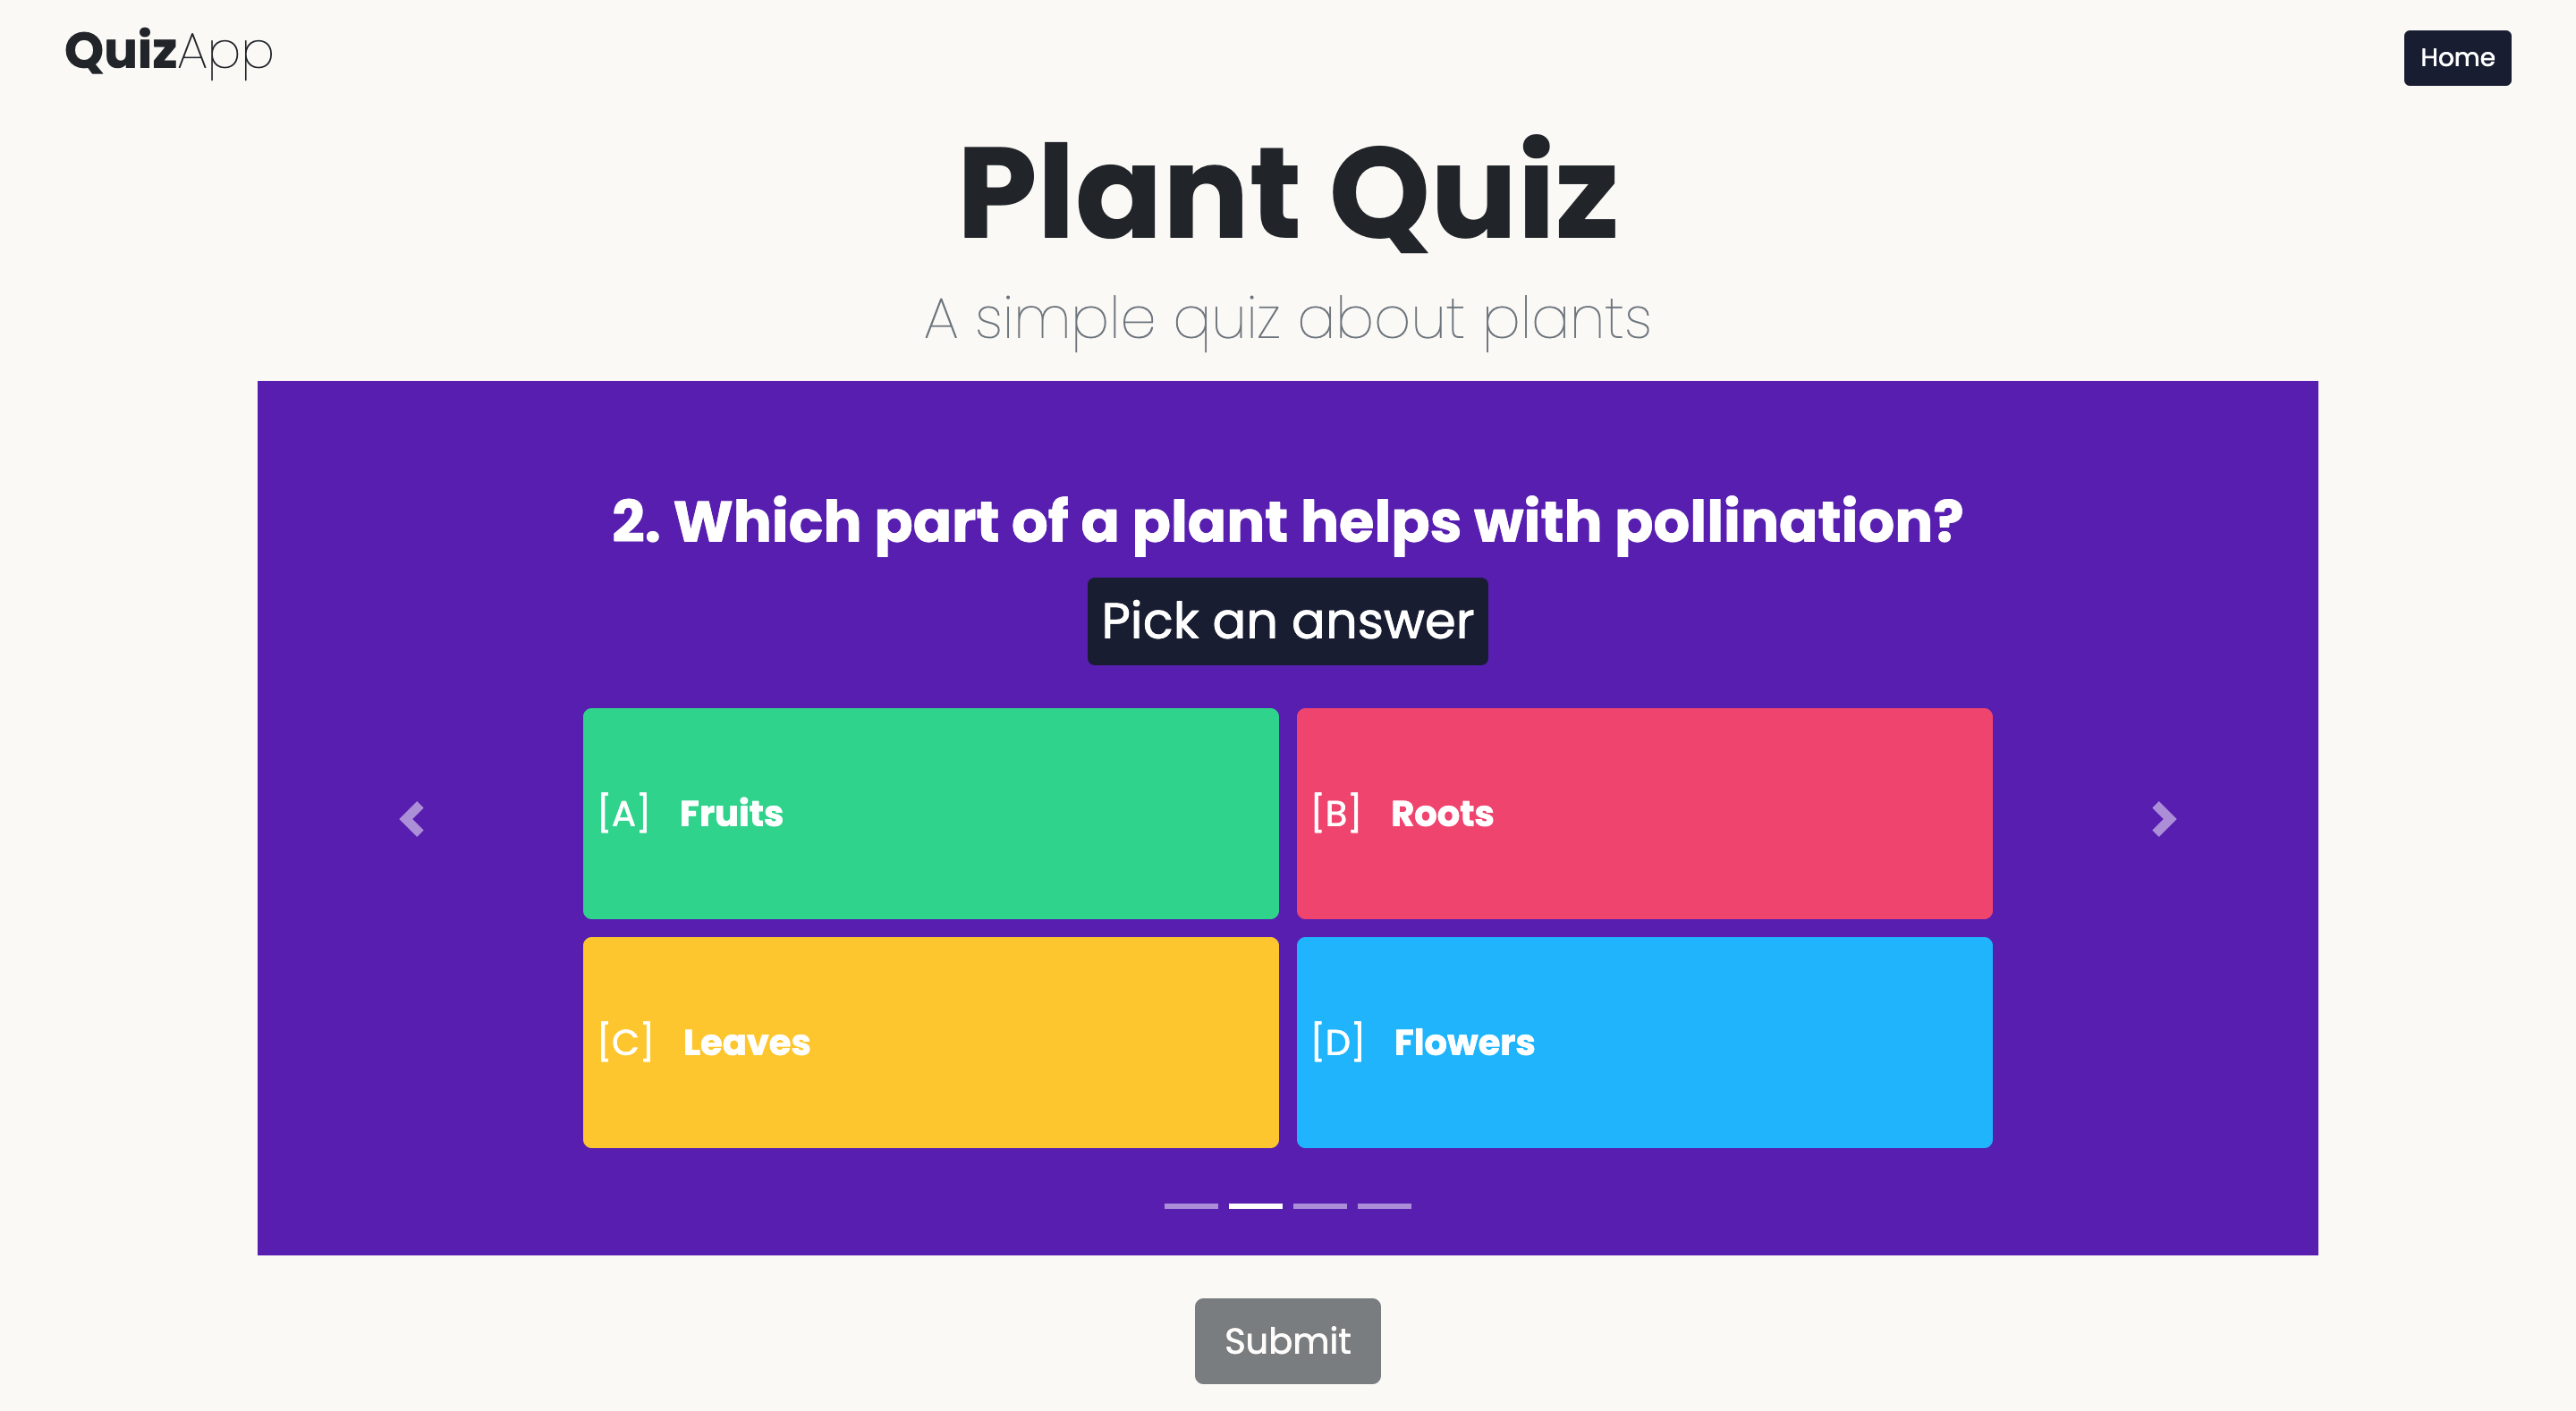 QuizApp
Home
Plant Quiz
A simple quiz about plants
2. Which part of a plant helps with pollination?
Pick an answer
[A] Fruits
[B] Roots
[C] Leaves
[D] Flowers
Submit